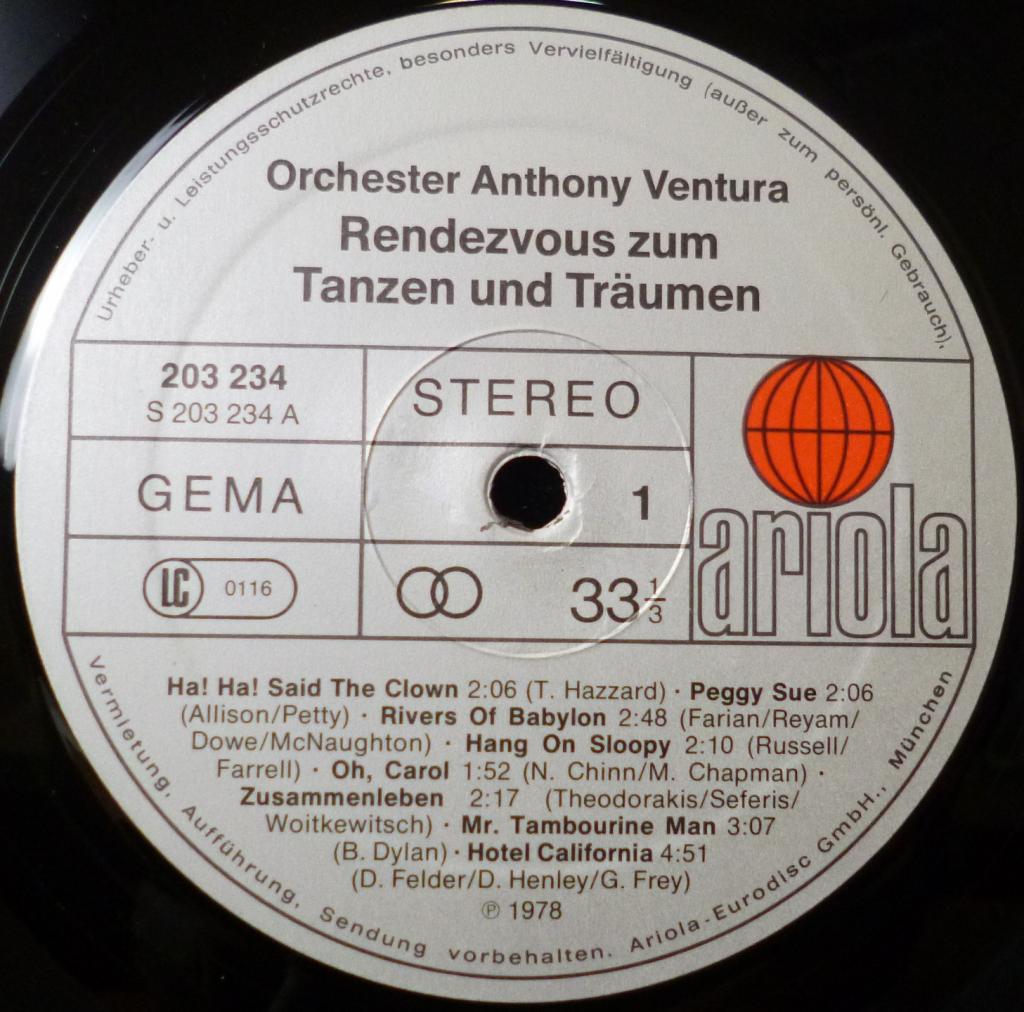 Urheber- u. Leistungsschutzrechte, besonders Vervielfältigung (außer zum persönl. Gebrauch),
Orchester Anthony Ventura
Rendezvous zum
Tanzen und Träumen
203 234
S 203 234 A
STEREO
GEMA
1
LC 0116
33 1/3
ariola
Ha! Ha! Said The Clown 2:06 (T. Hazzard) · Peggy Sue 2:06
(Allison/Petty) · Rivers Of Babylon 2:48 (Farian/Reyam/
Dowe/McNaughton) · Hang On Sloopy 2:10 (Russell/
Farrell) · Oh, Carol 1:52 (N. Chinn/M. Chapman) ·
Zusammenleben 2:17 (Theodorakis/Seferis/
Woitkewitsch) · Mr. Tambourine Man 3:07
(B. Dylan) · Hotel California 4:51
(D. Felder/D. Henley/G. Frey)
℗ 1978
Vermietung, Aufführung, Sendung vorbehalten. Ariola-Eurodisc GmbH., München